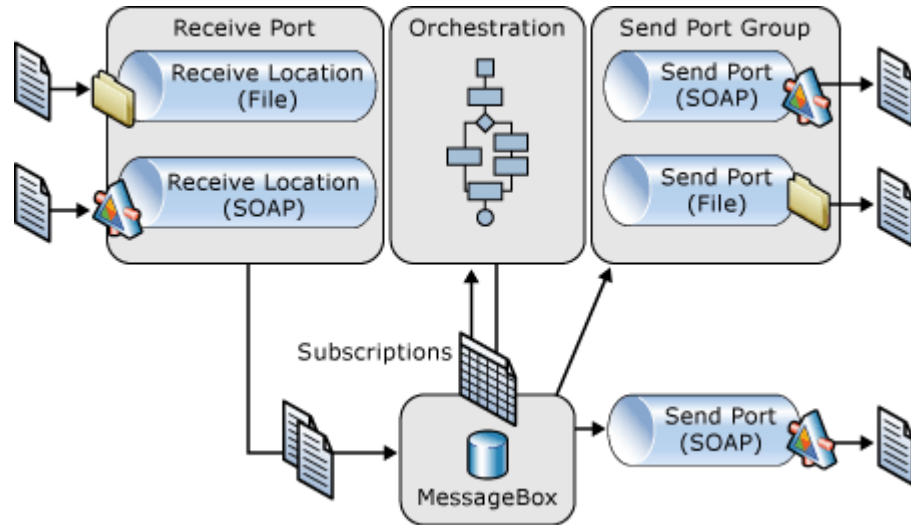 Receive Port
Orchestration
Send Port Group
Receive Location
(File)
Send Port
(SOAP)
Receive Location
(SOAP)
Send Port
(File)
Subscriptions
Send Port
(SOAP)
MessageBox